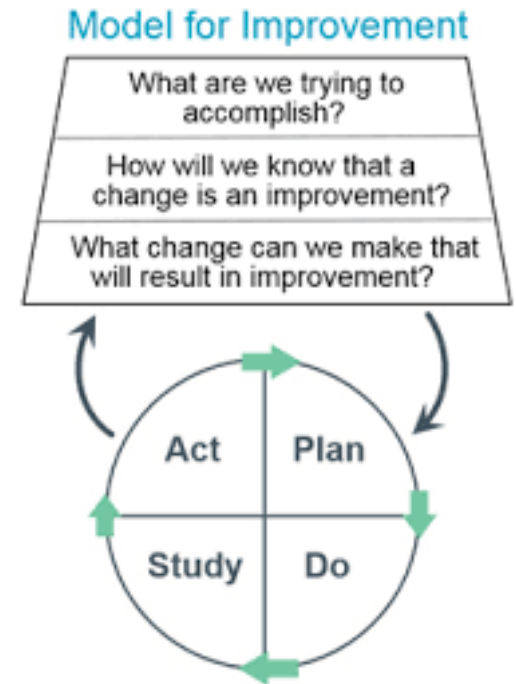 Model for Improvement
What are we trying to
accomplish?
How will we know that a
change is an improvement?
What change can we make that
will result in improvement?
Act
Plan
Study
Do